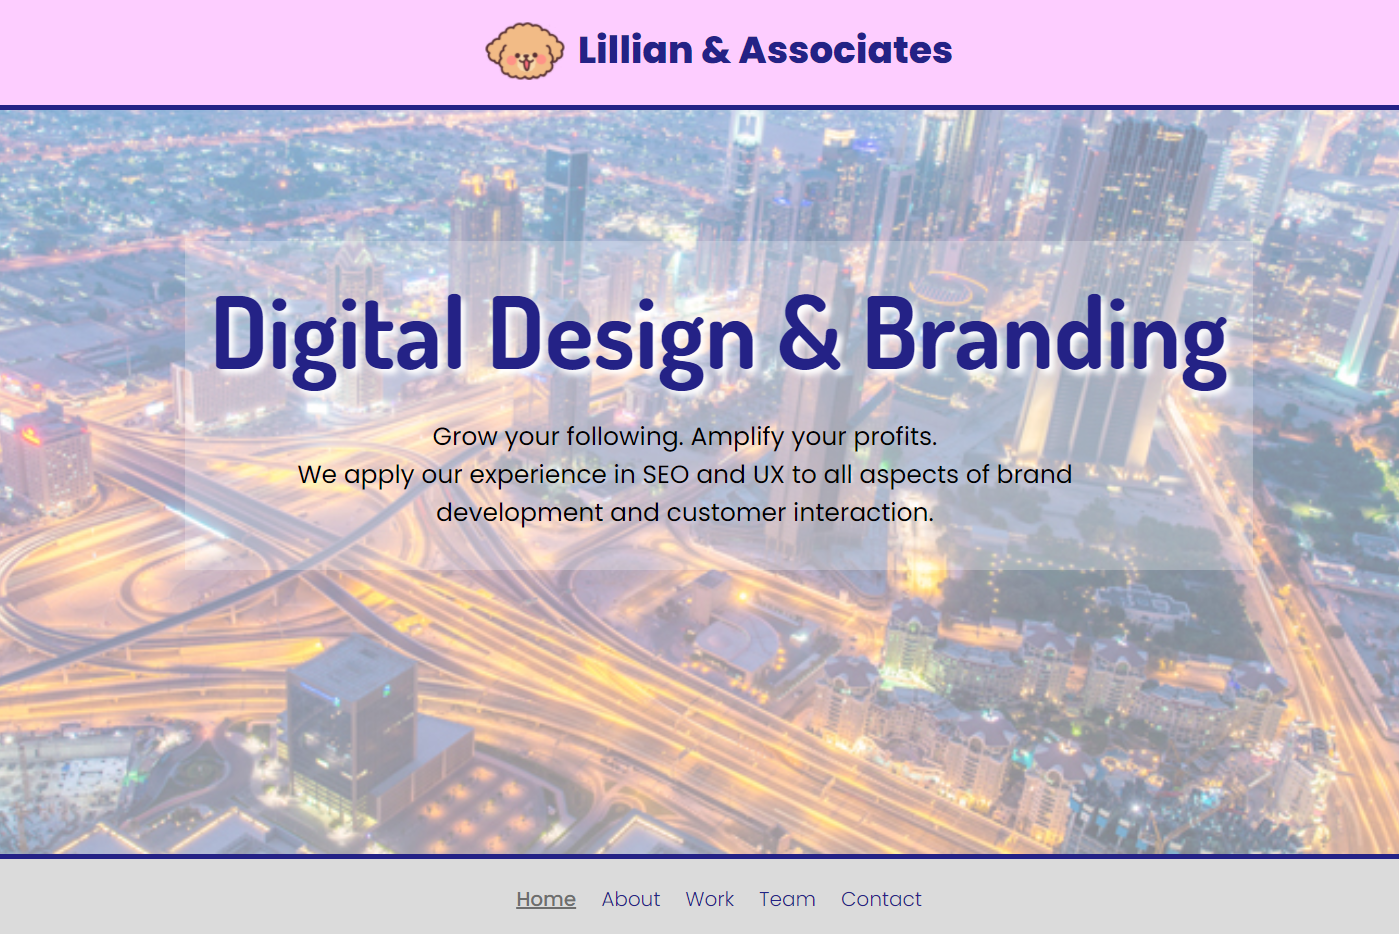 Lillian & Associates
Digital Design & Branding
Grow your following. Amplify your profits.
We apply our experience in SEO and UX to all aspects of brand
development and customer interaction.
Home About Work Team Contact